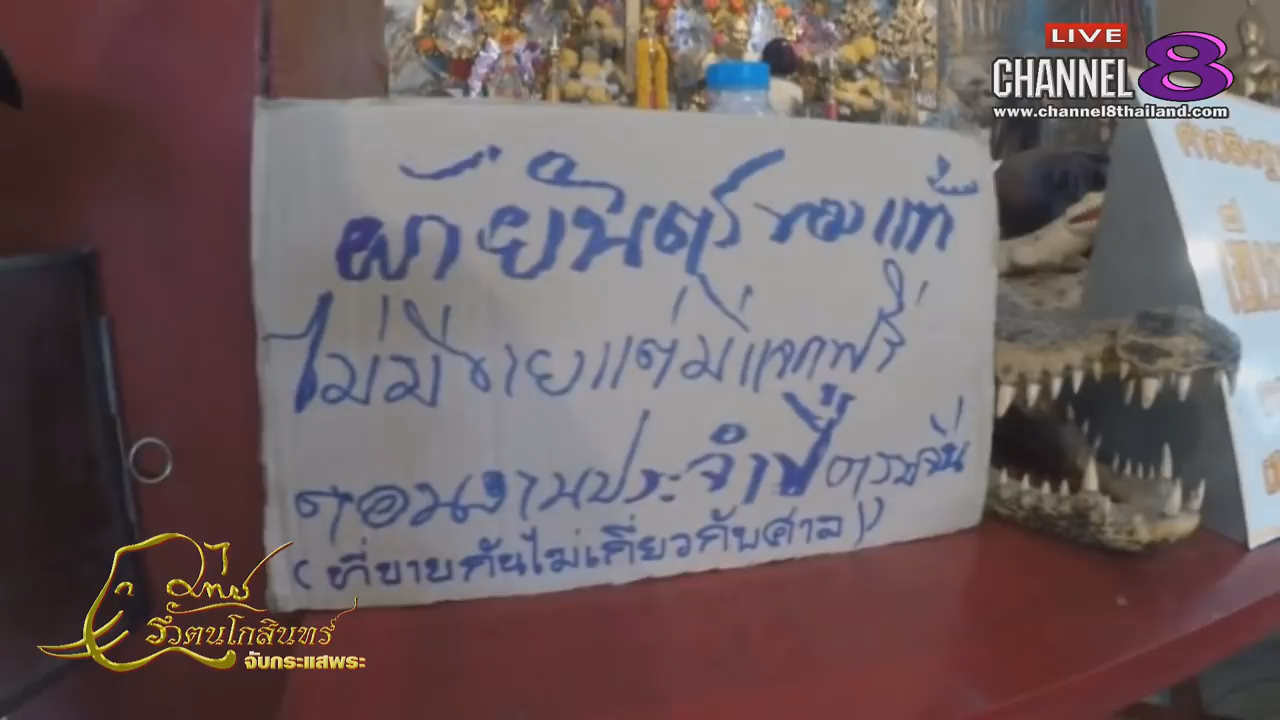 LIVE
CHANNEL 8
www.channel8thailand.com
ผ้ายันต์ของแท้
ไม่มีขายแต่มีแจกฟรี
ตอนงานประจำปีตรุษจีน
(ที่ขายกันไม่เกี่ยวกับศาล)
รัตนโกสินทร์
จับกระแสพระ